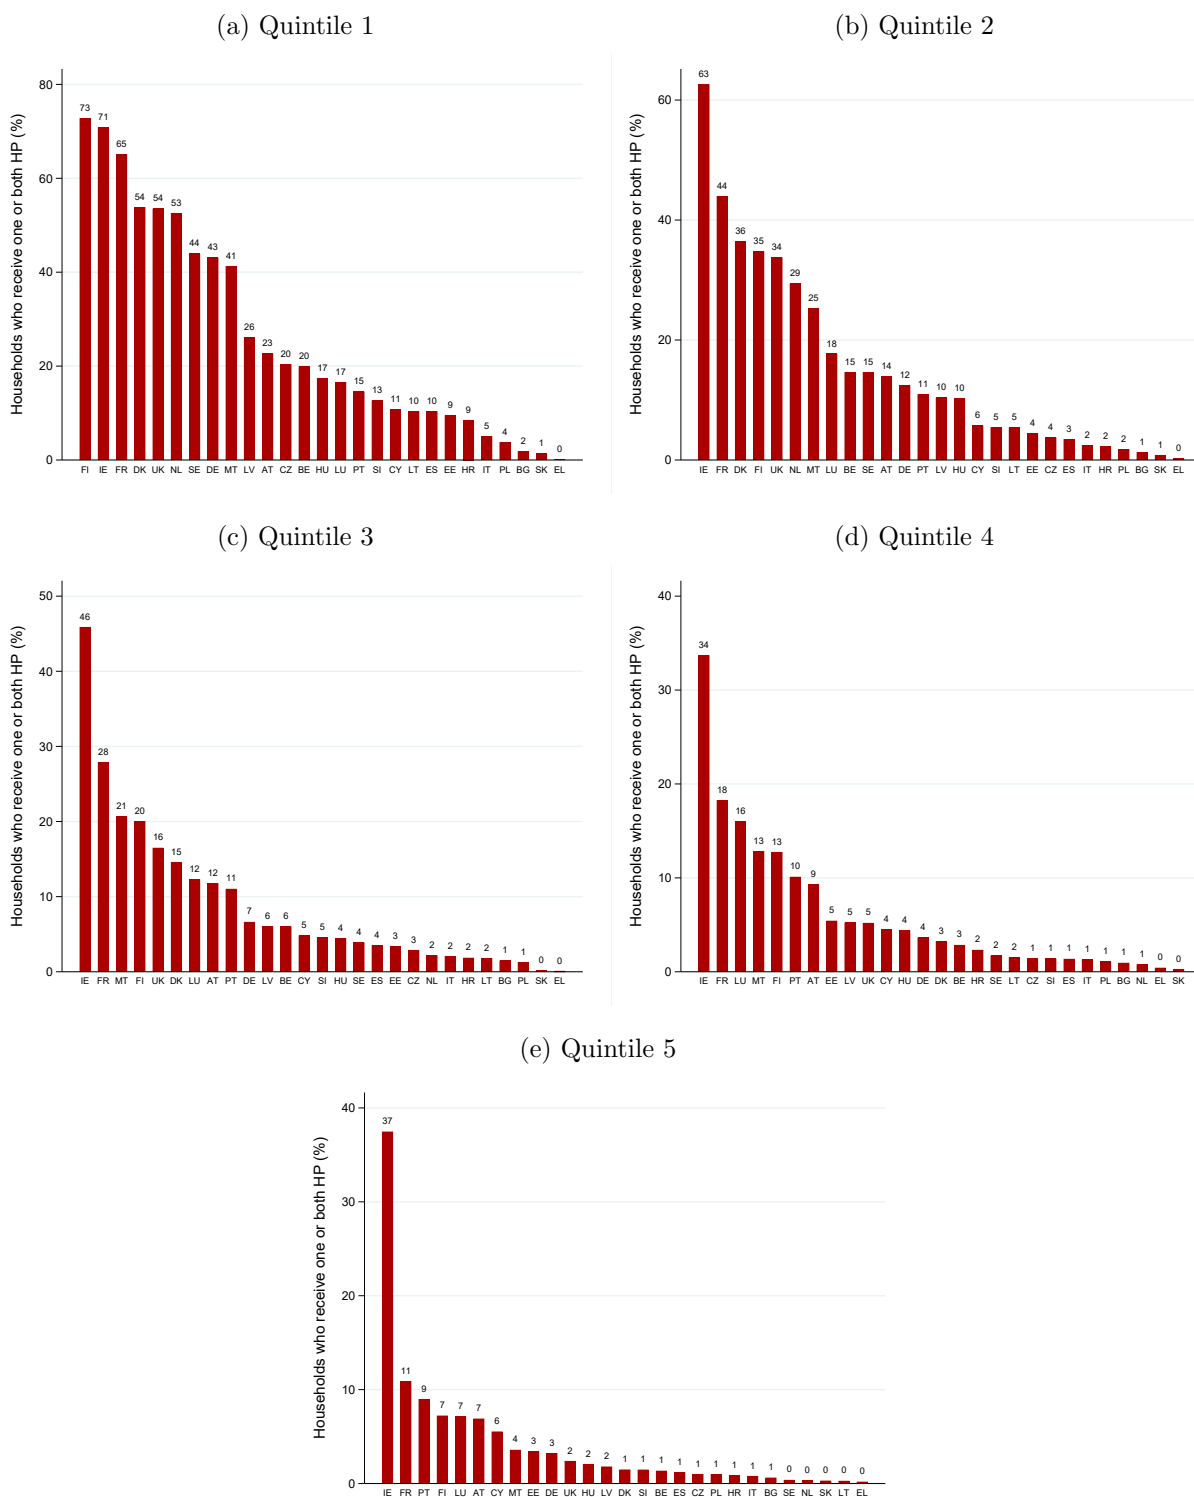 (a) Quintile 1
Households who receive one or both HP (%)
80
60
40
20
0
73 71 65 54 54 53 44 43 41 26 23 20 20 17 17 15 13 11 10 10 9 9 5 4 2 1 0
FI IE FR DK UK NL SE DE MT LV AT CZ BE HU LU PT SI CY LT ES EE HR IT PL BG SK EL
(b) Quintile 2
Households who receive one or both HP (%)
60
40
20
0
63 44 36 35 34 29 25 18 15 15 14 12 11 10 10 6 5 5 4 4 3 2 2 2 1 1 0
IE FR DK FI UK NL MT LU BE SE AT DE PT LV HU CY SI LT EE CZ ES IT HR PL BG SK EL
(c) Quintile 3
Households who receive one or both HP (%)
50
40
30
20
10
0
46 28 21 20 16 15 12 12 11 7 6 6 5 5 4 4 4 3 3 2 2 2 2 1 1 0 0
IE FR MT FI UK DK LU AT PT DE LV BE CY SI HU SE ES EE CZ NL IT HR LT BG PL SK EL
(d) Quintile 4
Households who receive one or both HP (%)
40
30
20
10
0
34 18 16 13 13 10 9 5 5 5 4 4 4 3 3 2 2 2 1 1 1 1 1 1 1 0 0
IE FR LU MT FI PT AT EE LV UK CY HU DE DK BE HR SE LT CZ SI ES IT PL BG NL EL SK
(e) Quintile 5
Households who receive one or both HP (%)
40
30
20
10
0
37 11 9 7 7 7 6 4 3 3 2 2 2 1 1 1 1 1 1 1 1 1 0 0 0 0 0
IE FR PT FI LU AT CY MT EE DE UK HU LV DK SI BE ES CZ PL HR IT BG SE NL SK LT EL